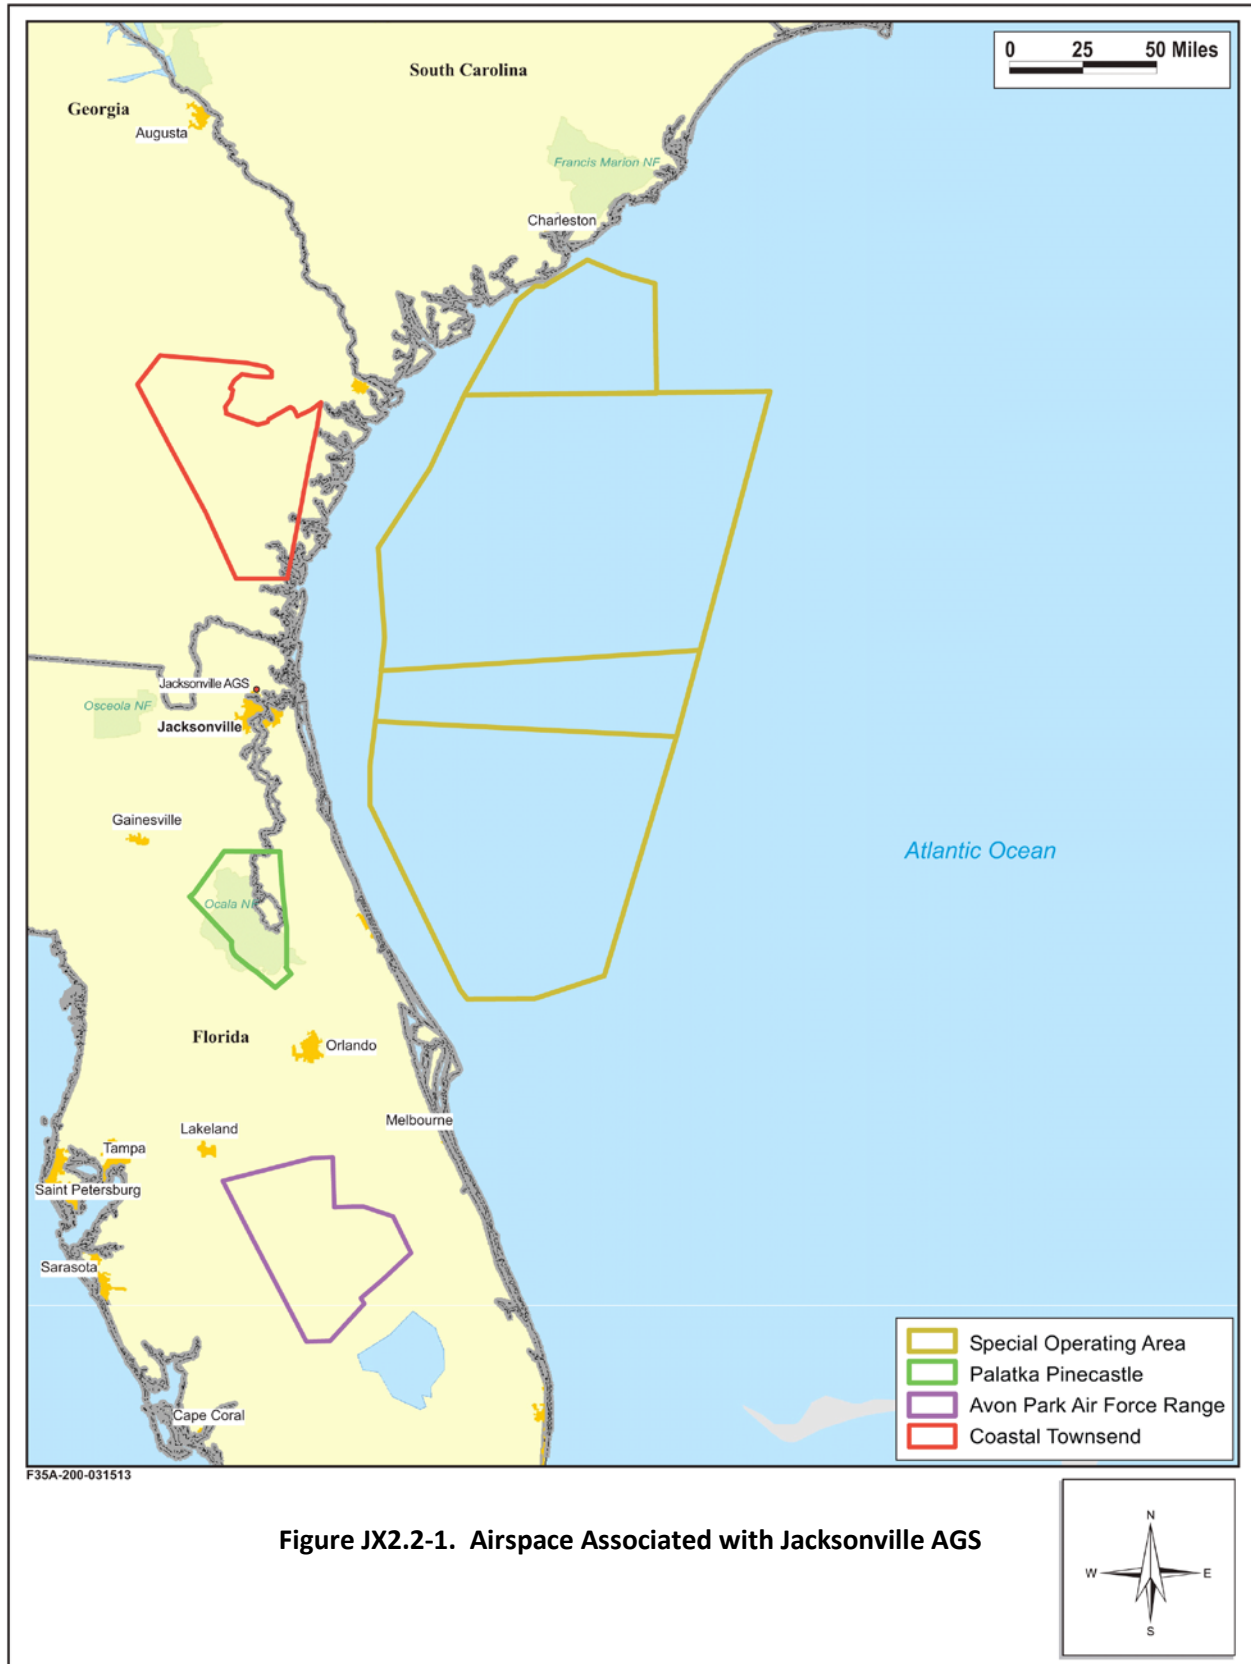 0 25 50 Miles
South Carolina
Georgia
Augusta
Francis Marion NF
Charleston
Jacksonville AGS
Osceola NF
Jacksonville
Gainesville
Atlantic Ocean
Ocala NF
Florida
Orlando
Melbourne
Lakeland
Tampa
Saint Petersburg
Sarasota
Cape Coral
Special Operating Area
Palatka Pinecastle
Avon Park Air Force Range
Coastal Townsend
F35A-200-031513
Figure JX2.2-1. Airspace Associated with Jacksonville AGS
N
W E
S